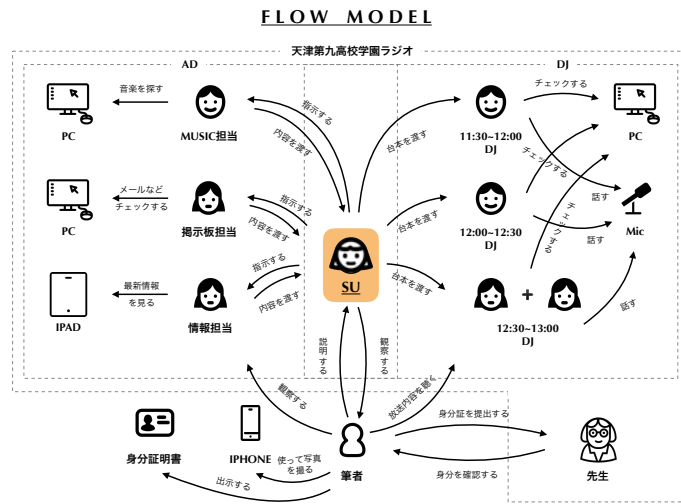 FLOW MODEL
天津第九高校学園ラジオ
AD
DJ
PC
音楽を探す
MUSIC担当
指示する
内容を渡す
台本を渡す
11:30~12:00
DJ
チェックする
PC
PC
メールなど
チェックする
掲示板担当
指示する
内容を渡す
SU
台本を渡す
12:00~12:30
DJ
チェックする
話す
話す
Mic
IPAD
最新情報
を見る
情報担当
指示する
内容を渡す
台本を渡す
+
12:30~13:00
DJ
チェックする
話す
説明する
観察する
観察する
放送内容を聴く
身分証明書
IPHONE
使って写真
を撮る
出示する
筆者
身分証を提出する
身分を確認する
先生